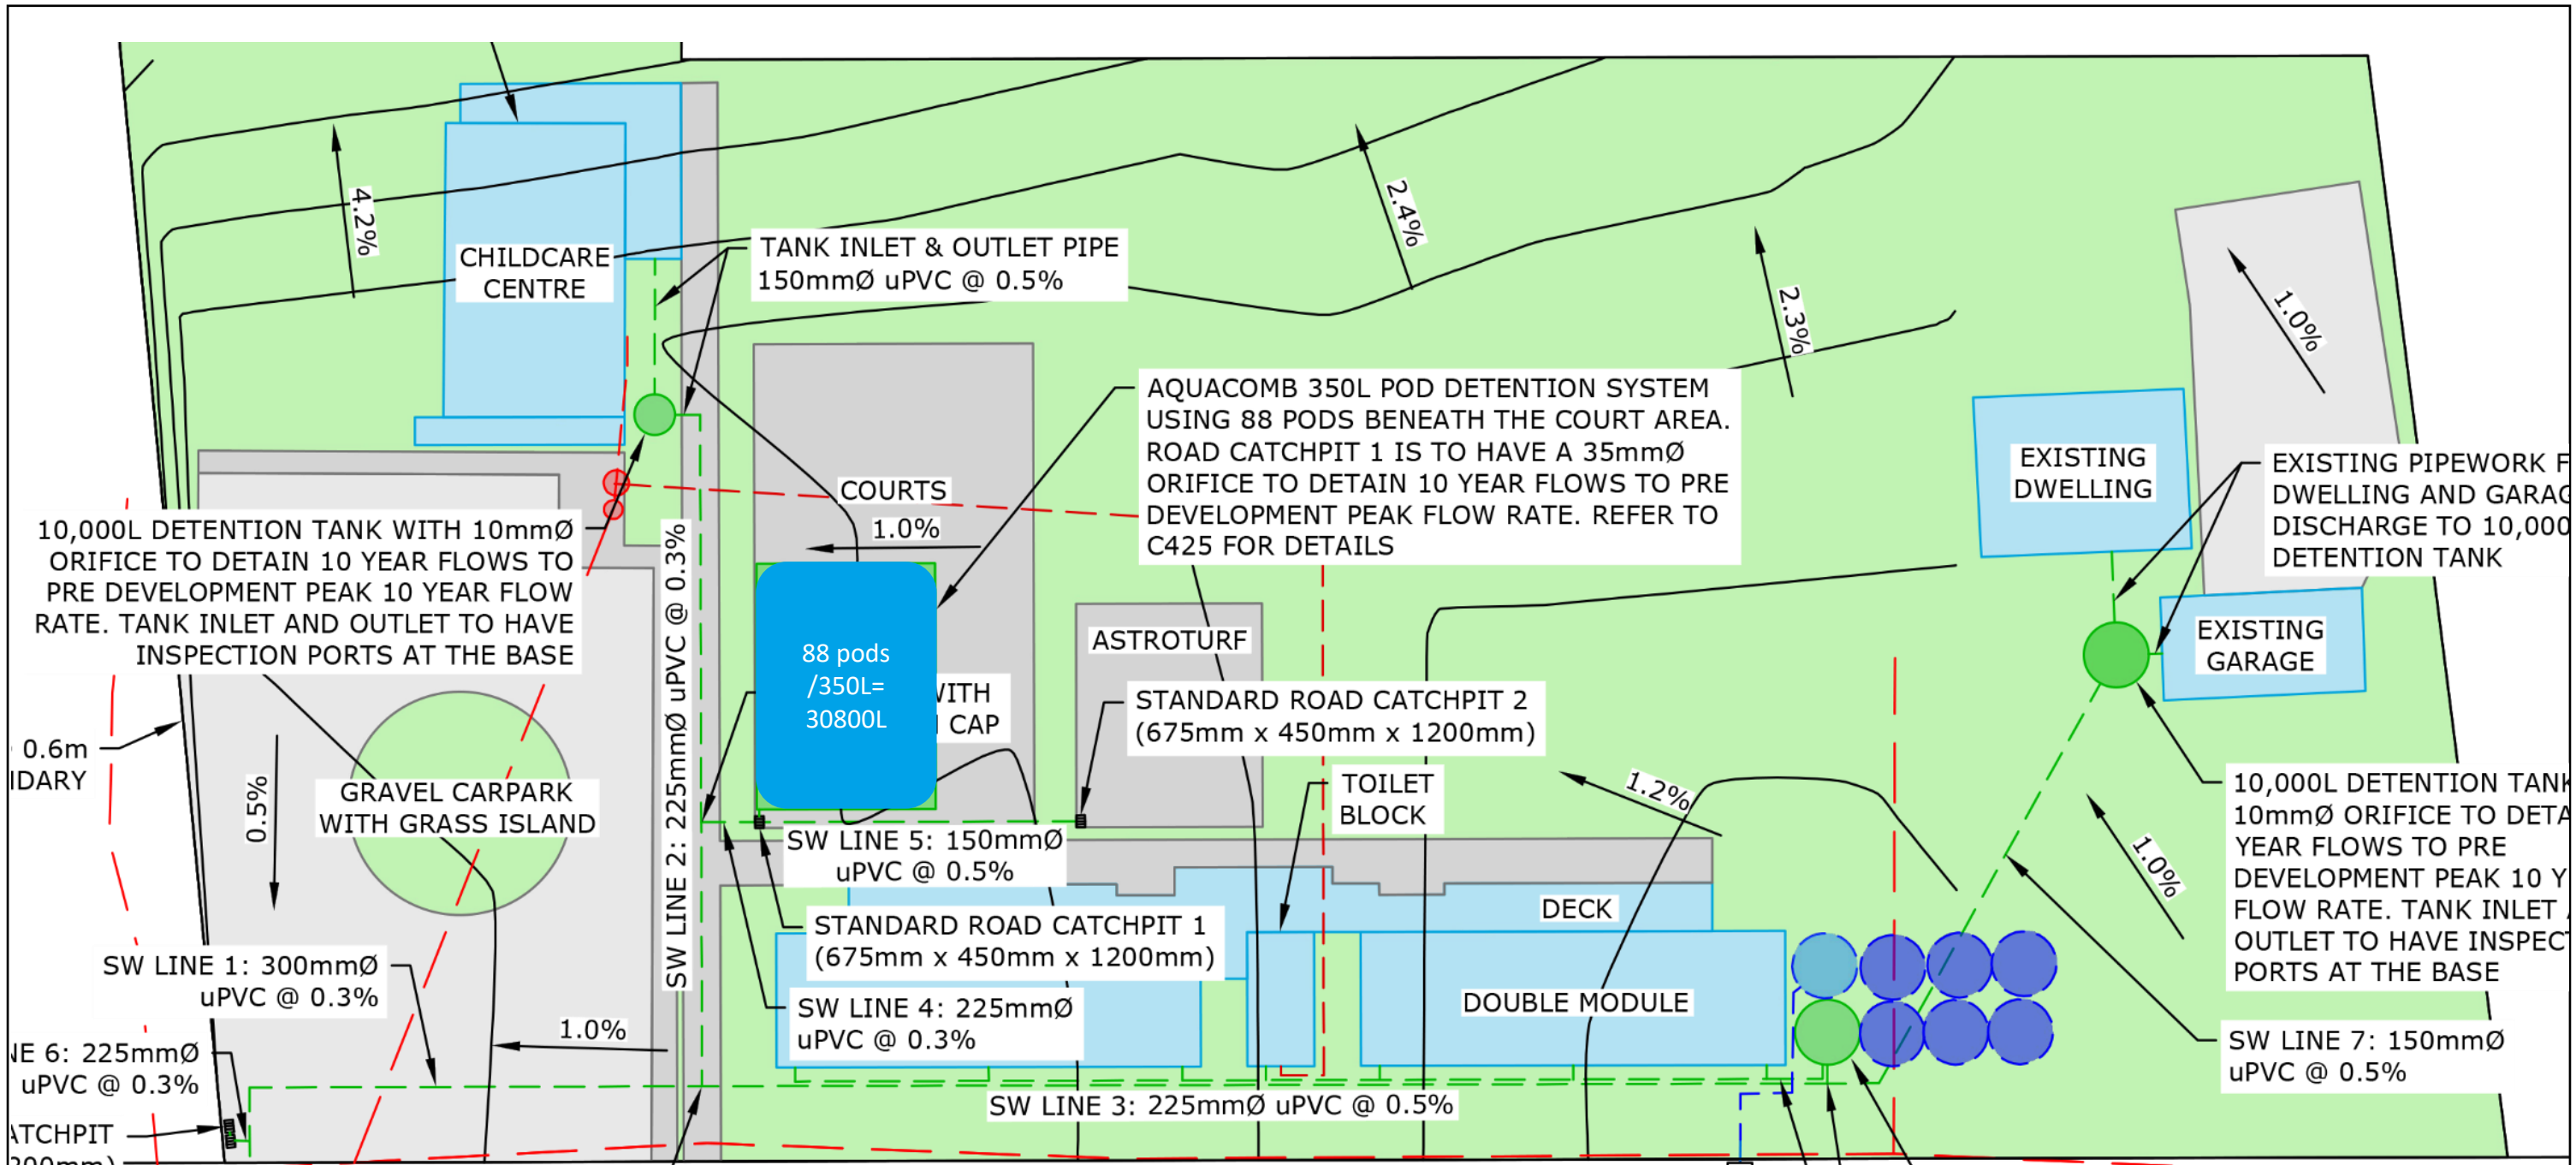 4.2%
2.4%
2.3%
1.0%
CHILDCARE
CENTRE
TANK INLET & OUTLET PIPE
150mmØ uPVC @ 0.5%
AQUACOMB 350L POD DETENTION SYSTEM
USING 88 PODS BENEATH THE COURT AREA.
ROAD CATCHPIT 1 IS TO HAVE A 35mmØ
ORIFICE TO DETAIN 10 YEAR FLOWS TO PRE
DEVELOPMENT PEAK FLOW RATE. REFER TO
C425 FOR DETAILS
EXISTING
DWELLING
EXISTING PIPEWORK F
DWELLING AND GARAG
DISCHARGE TO 10,000
DETENTION TANK
COURTS
1.0%
10,000L DETENTION TANK WITH 10mmØ
ORIFICE TO DETAIN 10 YEAR FLOWS TO
PRE DEVELOPMENT PEAK 10 YEAR FLOW
RATE. TANK INLET AND OUTLET TO HAVE
INSPECTION PORTS AT THE BASE
SW LINE 2: 225mmØ uPVC @ 0.3%
88 pods
/350L=
30800L
WITH
CAP
ASTROTURF
EXISTING
GARAGE
STANDARD ROAD CATCHPIT 2
(675mm x 450mm x 1200mm)
0.6m
NDARY
0.5%
GRAVEL CARPARK
WITH GRASS ISLAND
TOILET
BLOCK
1.2%
1.0%
10,000L DETENTION TANK
10mmØ ORIFICE TO DETA
YEAR FLOWS TO PRE
DEVELOPMENT PEAK 10 Y
FLOW RATE. TANK INLET
OUTLET TO HAVE INSPECT
PORTS AT THE BASE
SW LINE 5: 150mmØ
uPVC @ 0.5%
STANDARD ROAD CATCHPIT 1
(675mm x 450mm x 1200mm)
DECK
SW LINE 1: 300mmØ
uPVC @ 0.3%
SW LINE 4: 225mmØ
uPVC @ 0.3%
DOUBLE MODULE
1.0%
NE 6: 225mmØ
uPVC @ 0.3%
SW LINE 7: 150mmØ
uPVC @ 0.5%
SW LINE 3: 225mmØ uPVC @ 0.5%
ATCHPIT
200mm)